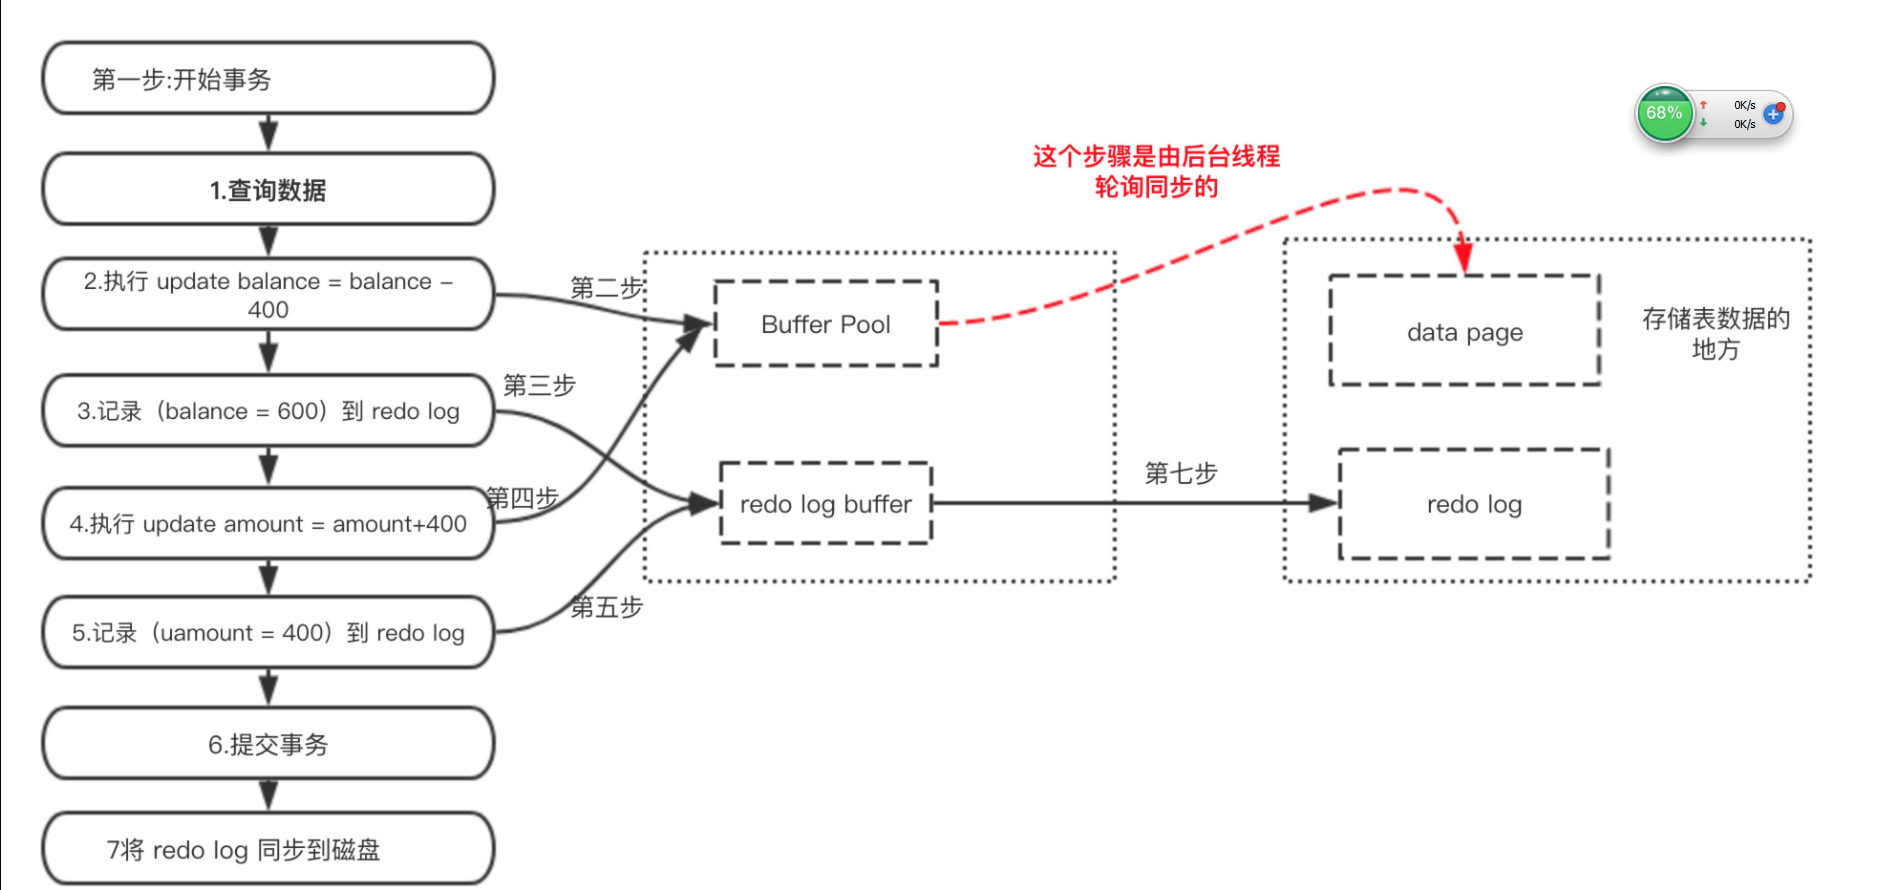 第一步:开始事务
1.查询数据
2.执行 update balance = balance –
400
3.记录（balance = 600）到 redo log
4.执行 update amount = amount+400
5.记录（uamount = 400）到 redo log
6.提交事务
7将 redo log 同步到磁盘
第二步
第三步
第四步
第五步
Buffer Pool
redo log buffer
这个步骤是由后台线程
轮询同步的
第七步
data page
redo log
存储表数据的
地方
68%
0K/s
0K/s